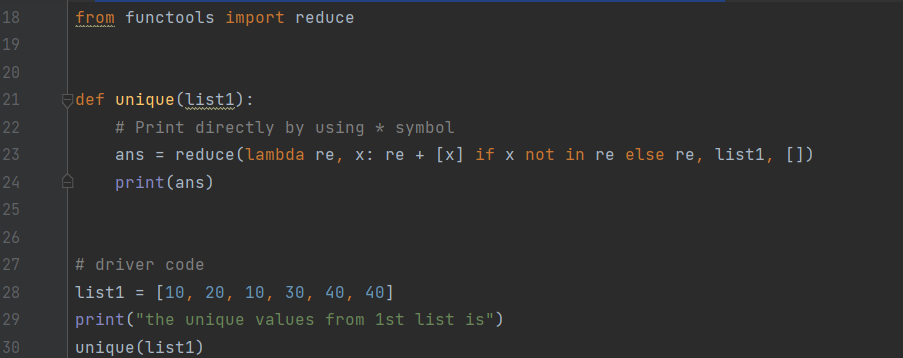 18 from functools import reduce
19
20
21 def unique(list1):
22     # Print directly by using * symbol
23     ans = reduce(lambda re, x: re + [x] if x not in re else re, list1, [])
24     print(ans)
25
26
27 # driver code
28 list1 = [10, 20, 10, 30, 40, 40]
29 print("the unique values from 1st list is")
30 unique(list1)